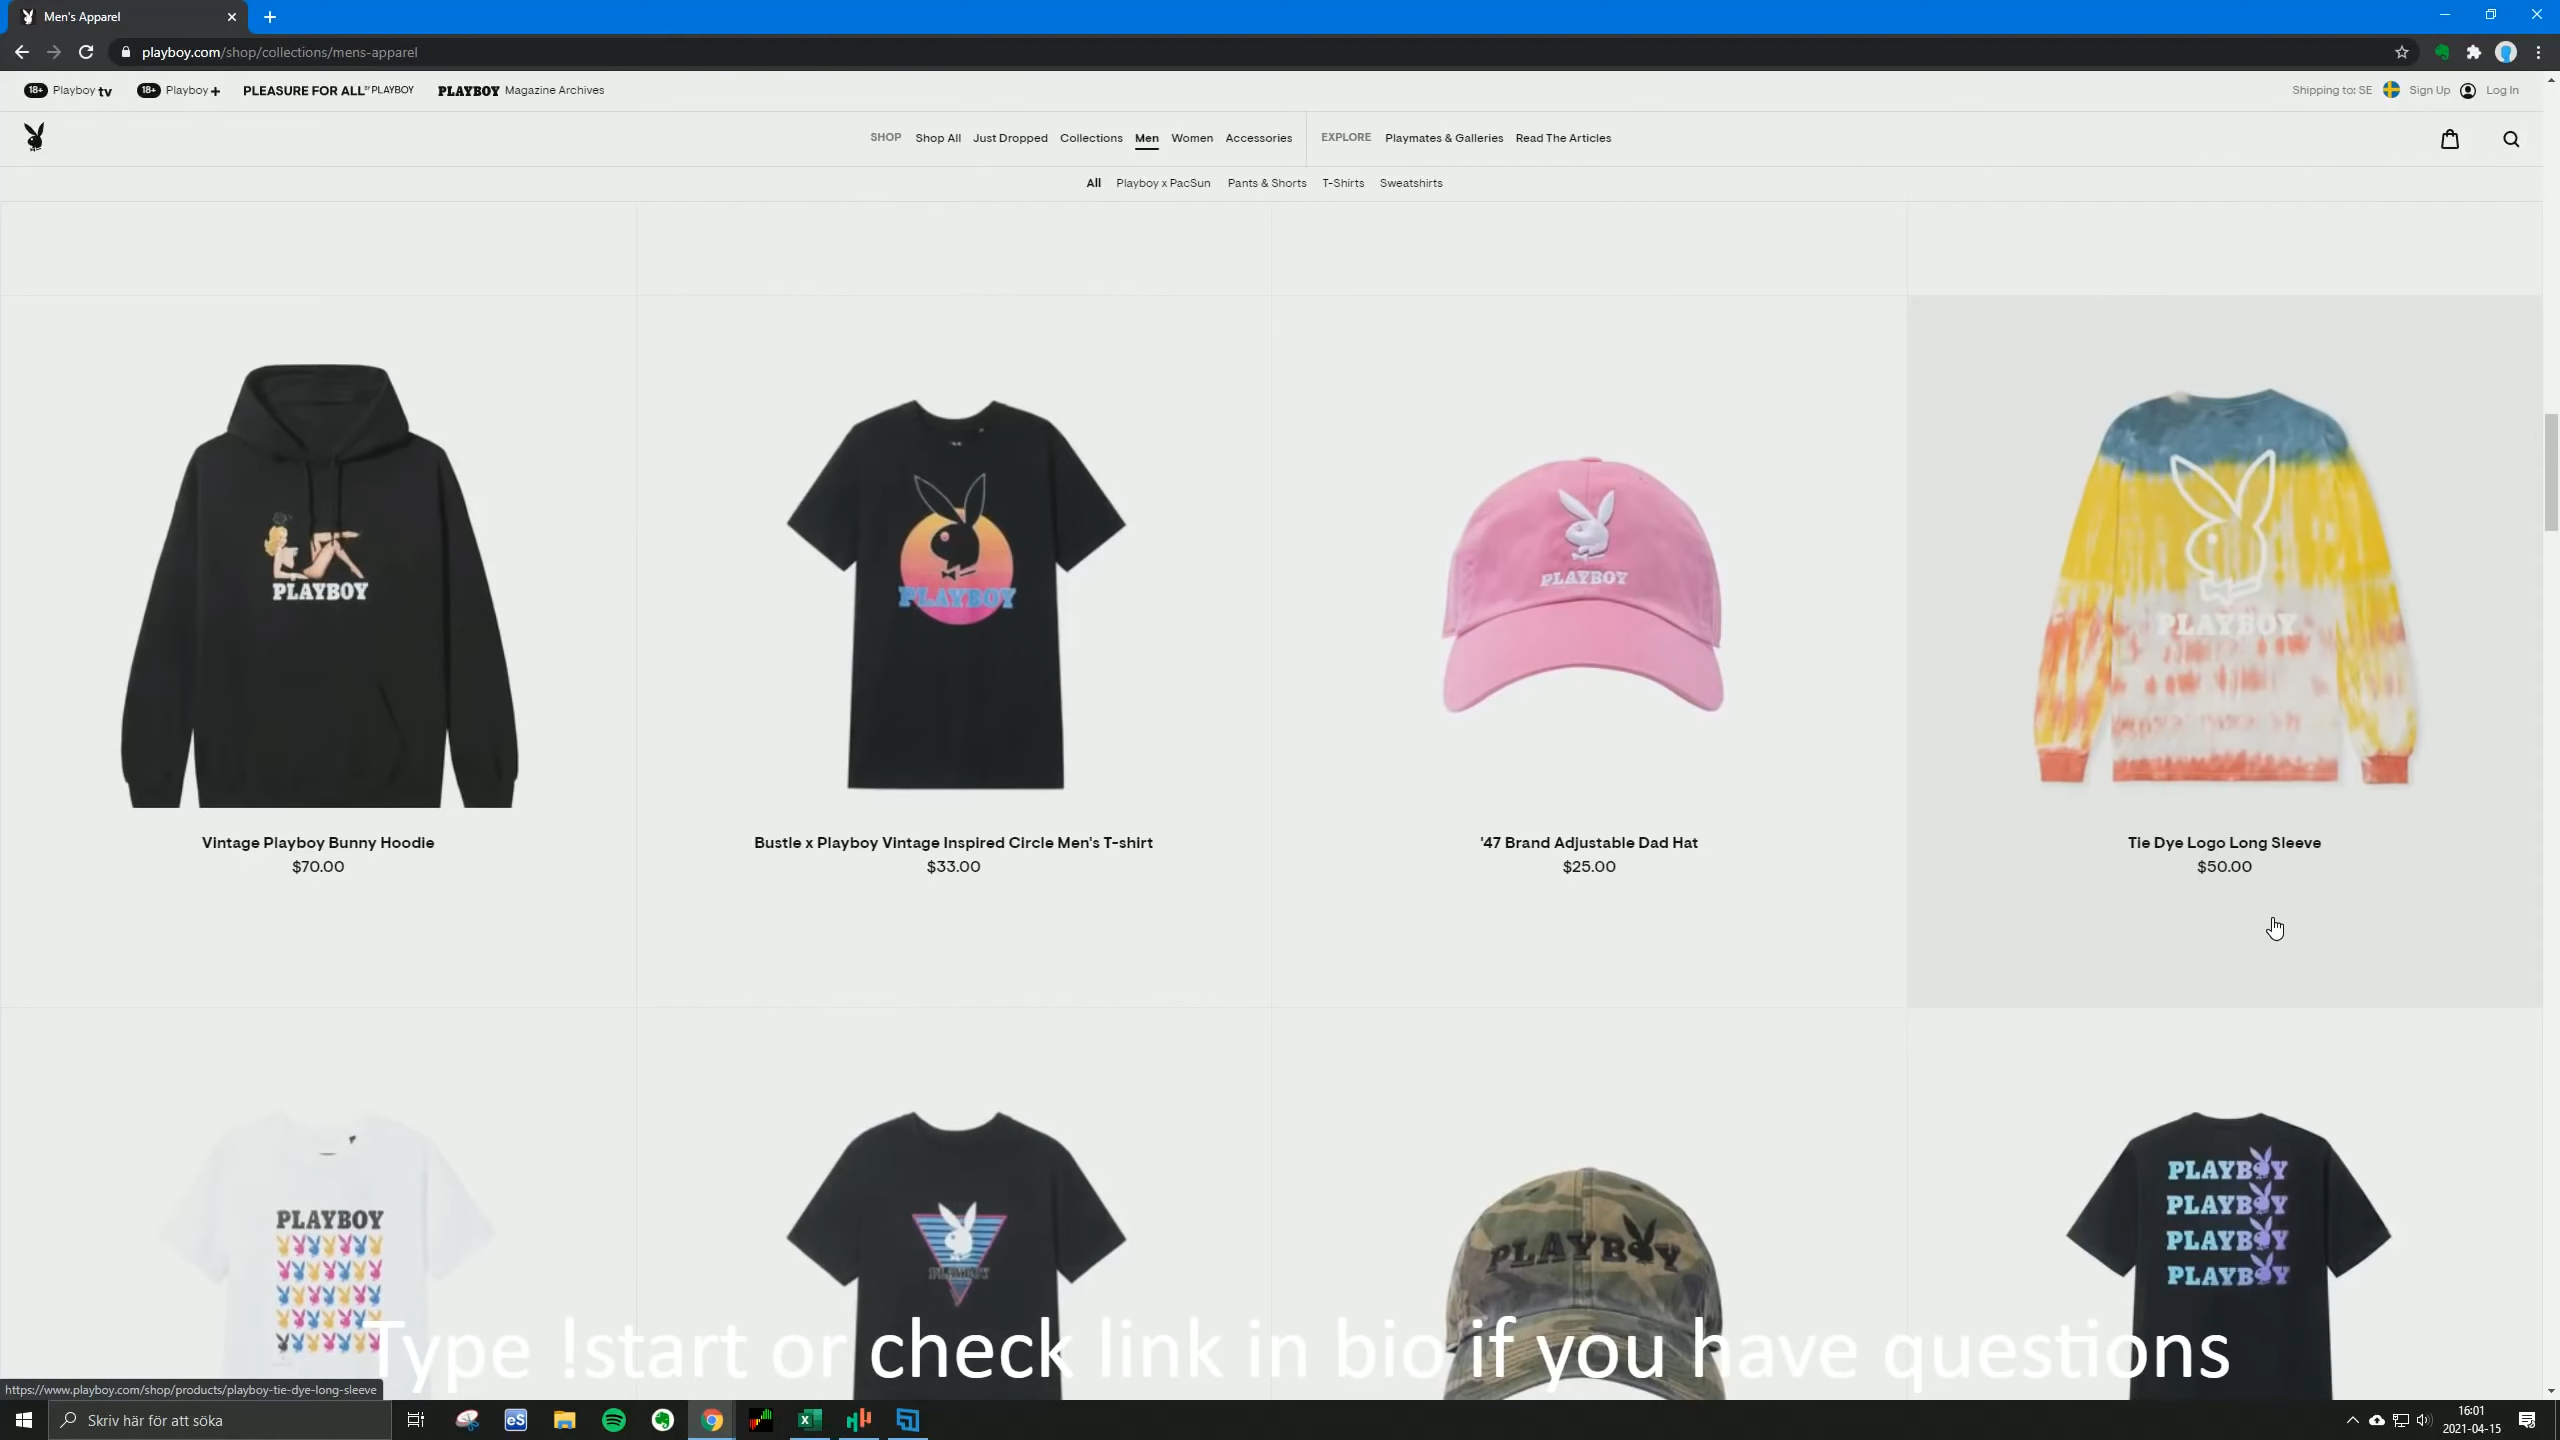 Men's Apparel
playboy.com/shop/collections/mens-apparel
18+ Playboy tv 18+ Playboy + PLEASURE FOR ALL BY PLAYBOY PLAYBOY Magazine Archives Shipping to: SE Sign Up Log In
SHOP Shop All Just Dropped Collections Men Women Accessories EXPLORE Playmates & Galleries Read The Articles
All Playboy x PacSun Pants & Shorts T-Shirts Sweatshirts
PLAYBOY
PLAYBOY
PLAYBOY
PLAYBOY
Vintage Playboy Bunny Hoodie
$70.00
Bustle x Playboy Vintage Inspired Circle Men's T-shirt
$33.00
'47 Brand Adjustable Dad Hat
$25.00
Tie Dye Logo Long Sleeve
$50.00
PLAYBOY
PLAYBOY
PLAYBOY
PLAYBOY
PLAYBOY
PLAYBOY
PLAYBOY
Type !start or check link in bio if you have questions
https://www.playboy.com/shop/products/playboy-tie-dye-long-sleeve
Skriv här för att söka
eS
16:01
2021-04-15